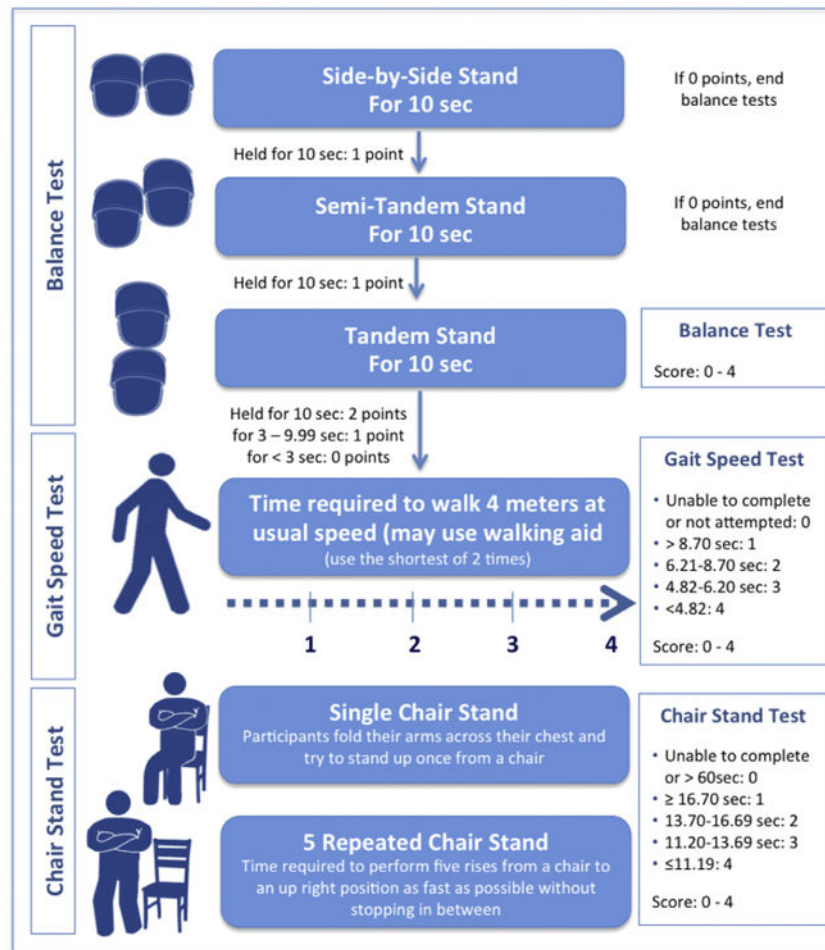 Balance Test
Side-by-Side Stand
For 10 sec
If 0 points, end
balance tests
Held for 10 sec: 1 point
Semi-Tandem Stand
For 10 sec
If 0 points, end
balance tests
Held for 10 sec: 1 point
Tandem Stand
For 10 sec
Balance Test
Score: 0 - 4
Held for 10 sec: 2 points
for 3 – 9.99 sec: 1 point
for < 3 sec: 0 points
Gait Speed Test
Time required to walk 4 meters at
usual speed (may use walking aid
(use the shortest of 2 times)
1 2 3 4
Gait Speed Test
• Unable to complete
or not attempted: 0
• > 8.70 sec: 1
• 6.21-8.70 sec: 2
• 4.82-6.20 sec: 3
• <4.82: 4
Score: 0 - 4
Chair Stand Test
Single Chair Stand
Participants fold their arms across their chest and
try to stand up once from a chair
5 Repeated Chair Stand
Time required to perform five rises from a chair to
an up right position as fast as possible without
stopping in between
Chair Stand Test
• Unable to complete
or > 60sec: 0
• ≥ 16.70 sec: 1
• 13.70-16.69 sec: 2
• 11.20-13.69 sec: 3
• ≤11.19: 4
Score: 0 - 4